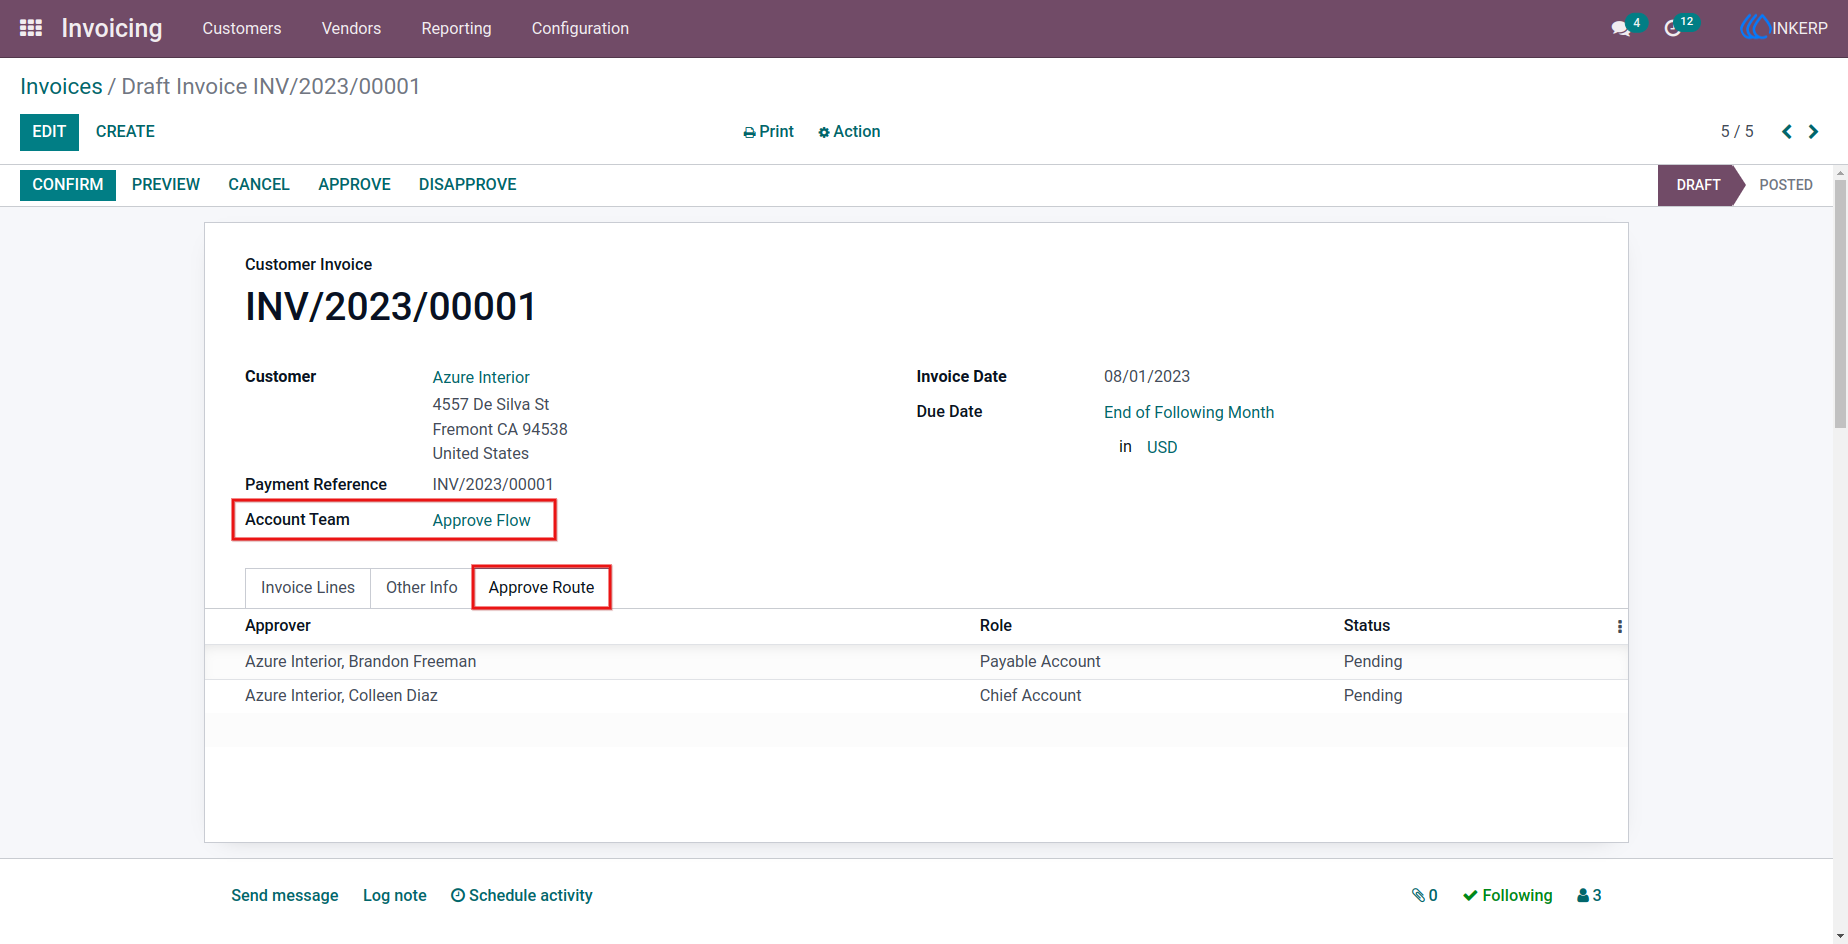 Invoicing Customers Vendors Reporting Configuration 4 12 INKERP
Invoices / Draft Invoice INV/2023/00001
EDIT CREATE Print Action 5 / 5
CONFIRM PREVIEW CANCEL APPROVE DISAPPROVE DRAFT POSTED
Customer Invoice
INV/2023/00001
Customer Azure Interior Invoice Date 08/01/2023
4557 De Silva St Due Date End of Following Month
Fremont CA 94538 in USD
United States
Payment Reference INV/2023/00001
Account Team Approve Flow
Invoice Lines Other Info Approve Route
Approver Role Status
Azure Interior, Brandon Freeman Payable Account Pending
Azure Interior, Colleen Diaz Chief Account Pending
Send message Log note Schedule activity 0 Following 3